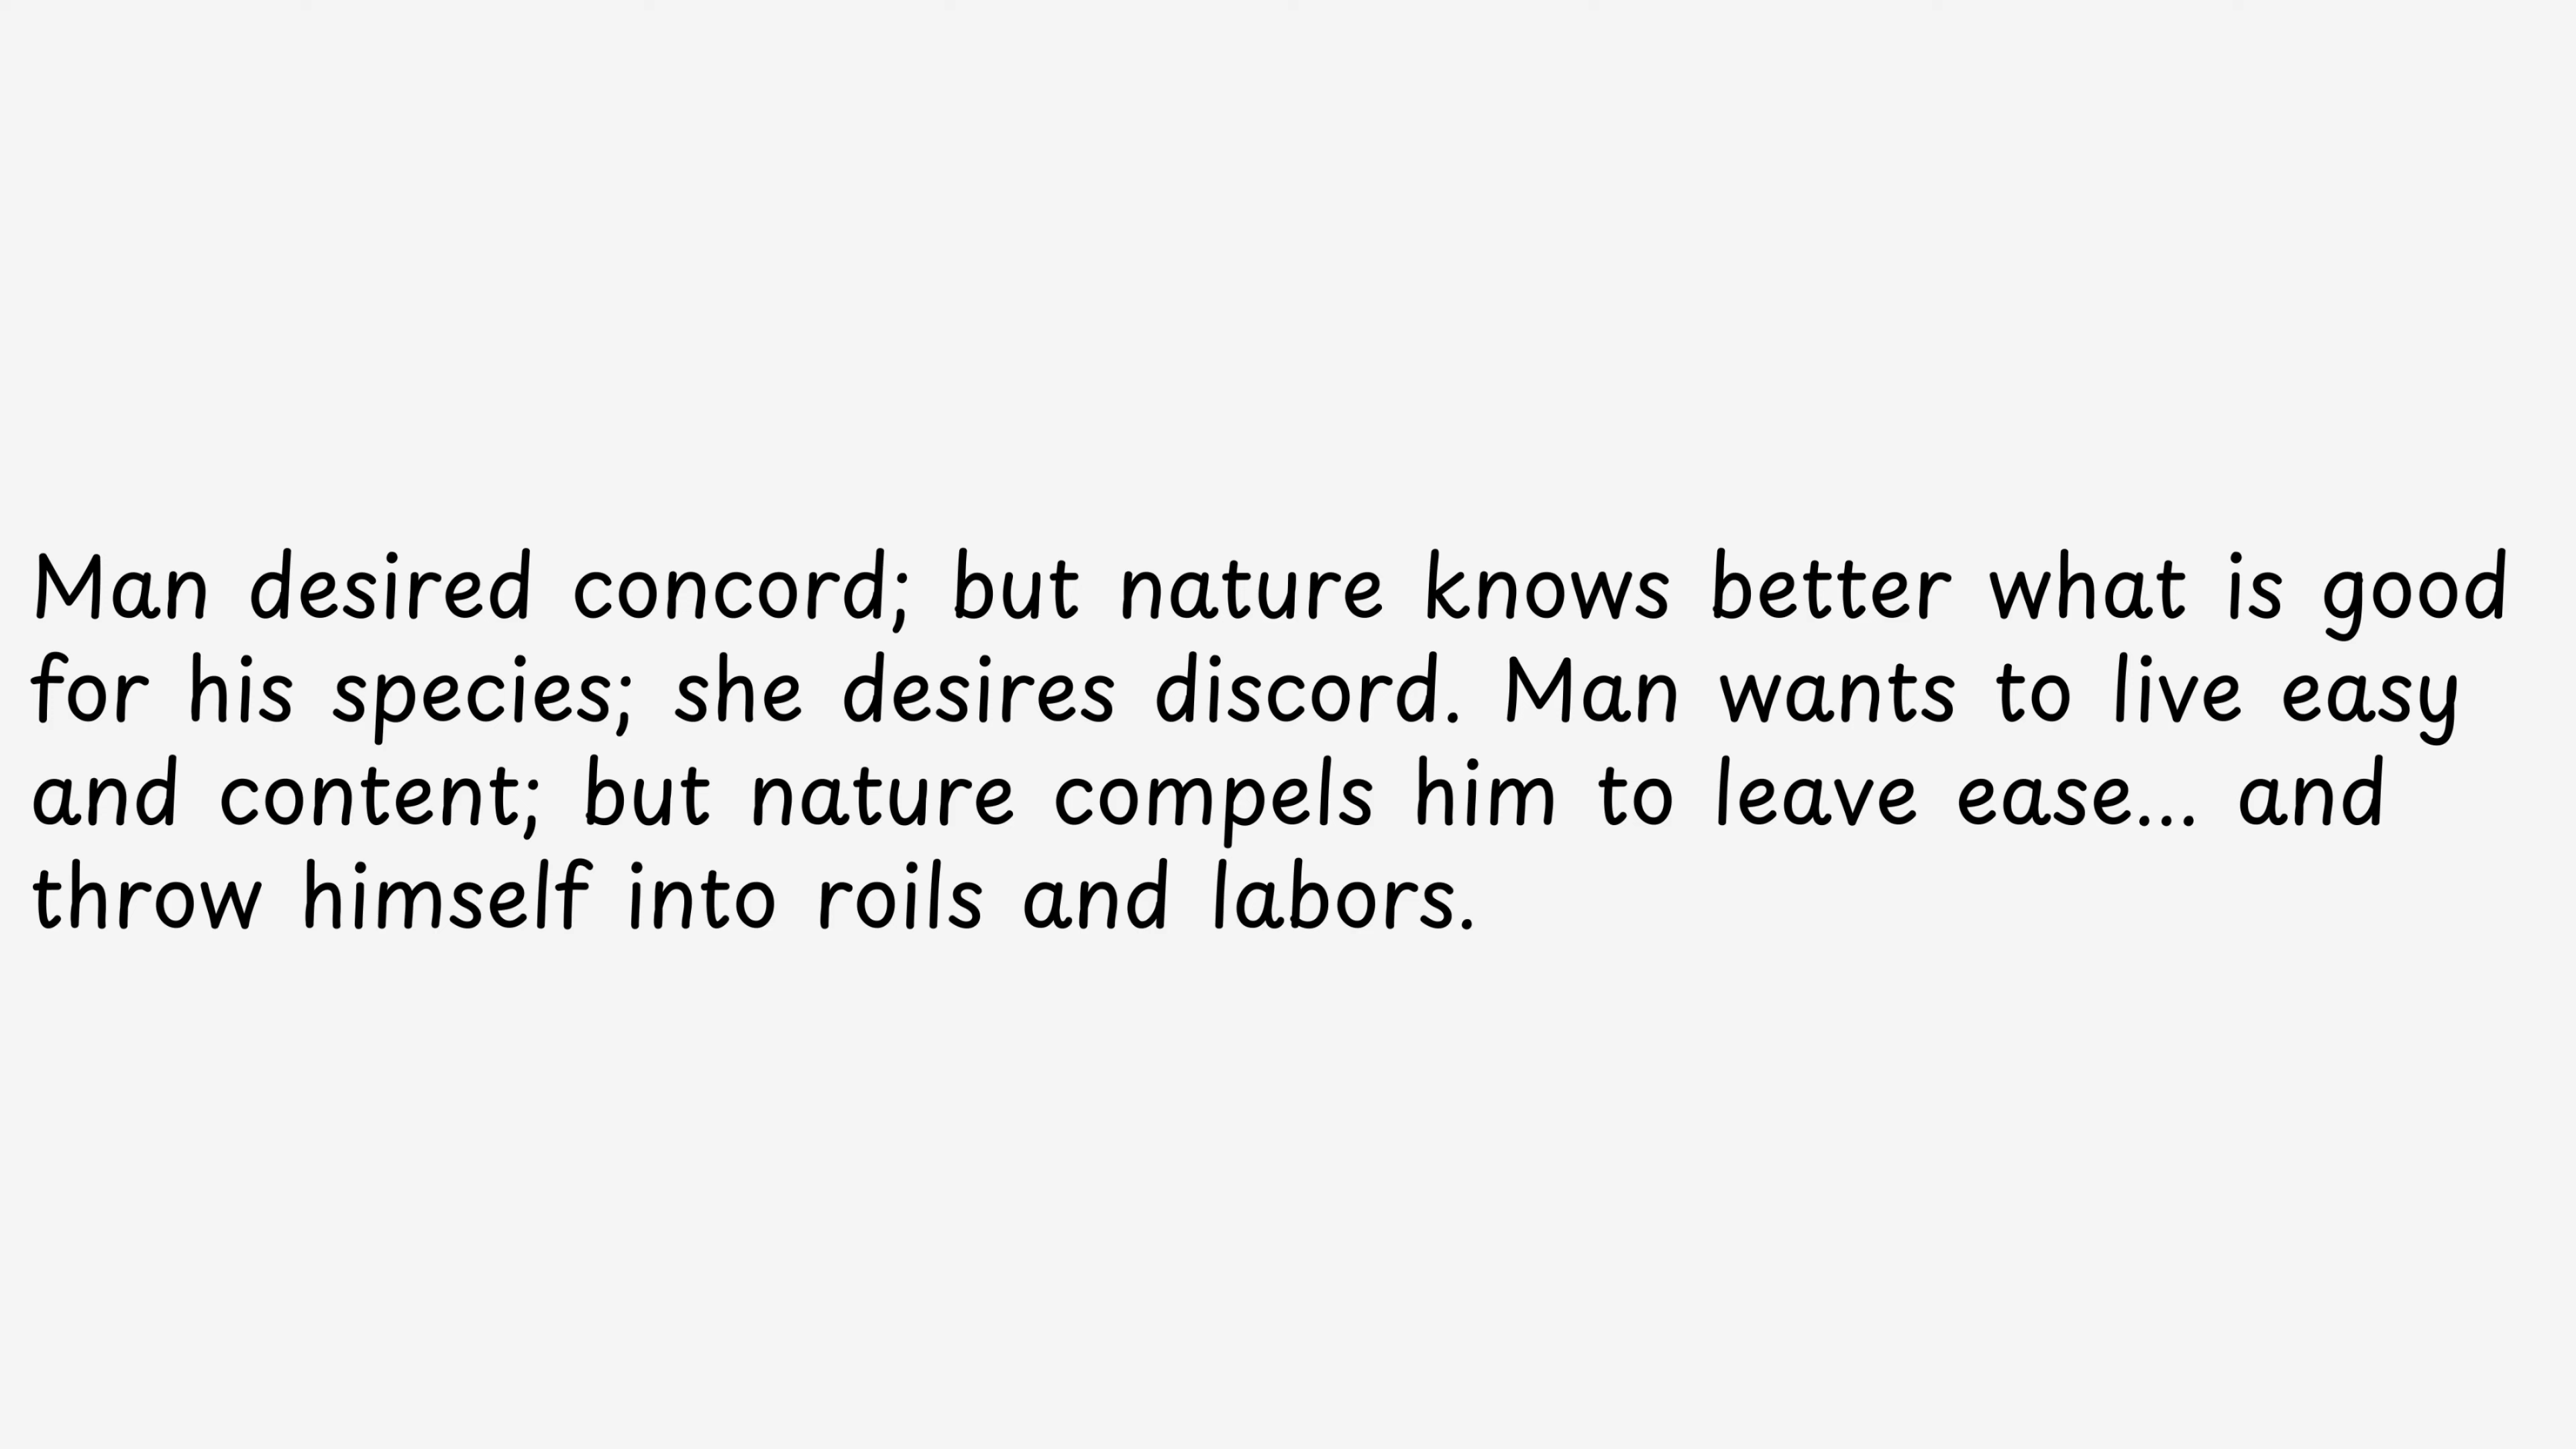 Man desired concord; but nature knows better what is good
for his species; she desires discord. Man wants to live easy
and content; but nature compels him to leave ease... and
throw himself into roils and labors.